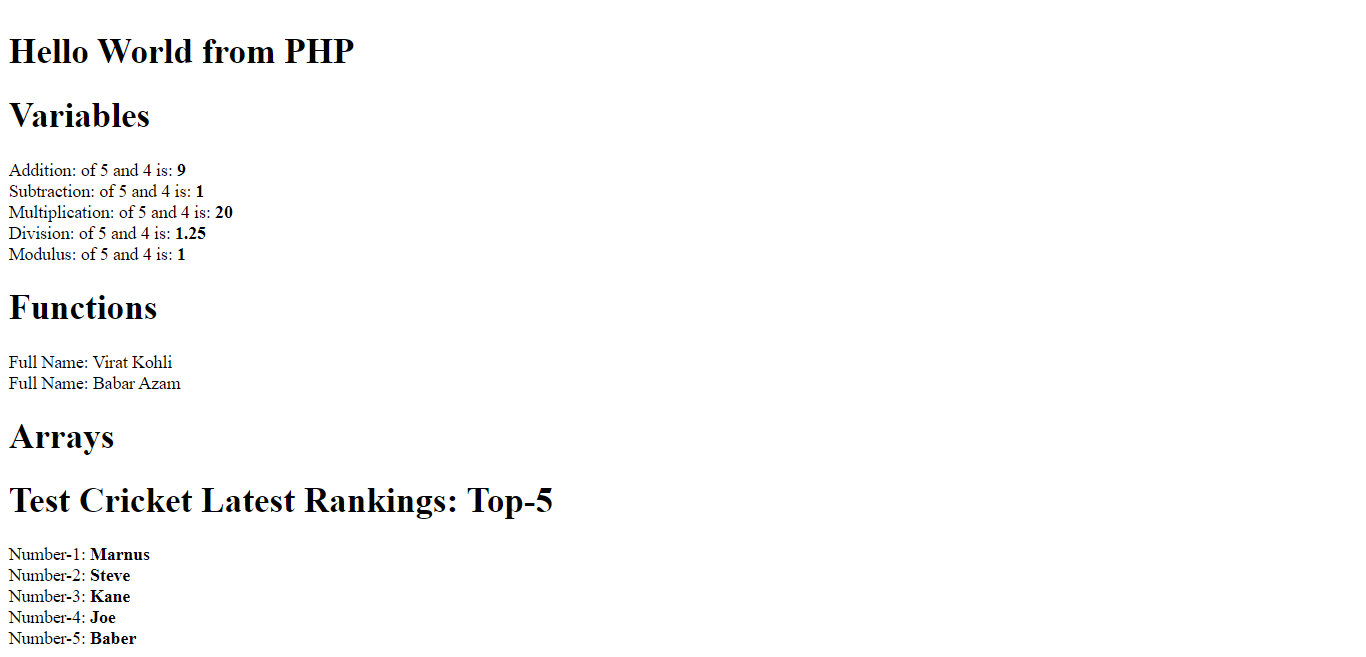 Hello World from PHP
Variables
Addition: of 5 and 4 is: 9
Subtraction: of 5 and 4 is: 1
Multiplication: of 5 and 4 is: 20
Division: of 5 and 4 is: 1.25
Modulus: of 5 and 4 is: 1
Functions
Full Name: Virat Kohli
Full Name: Babar Azam
Arrays
Test Cricket Latest Rankings: Top-5
Number-1: Marnus
Number-2: Steve
Number-3: Kane
Number-4: Joe
Number-5: Baber